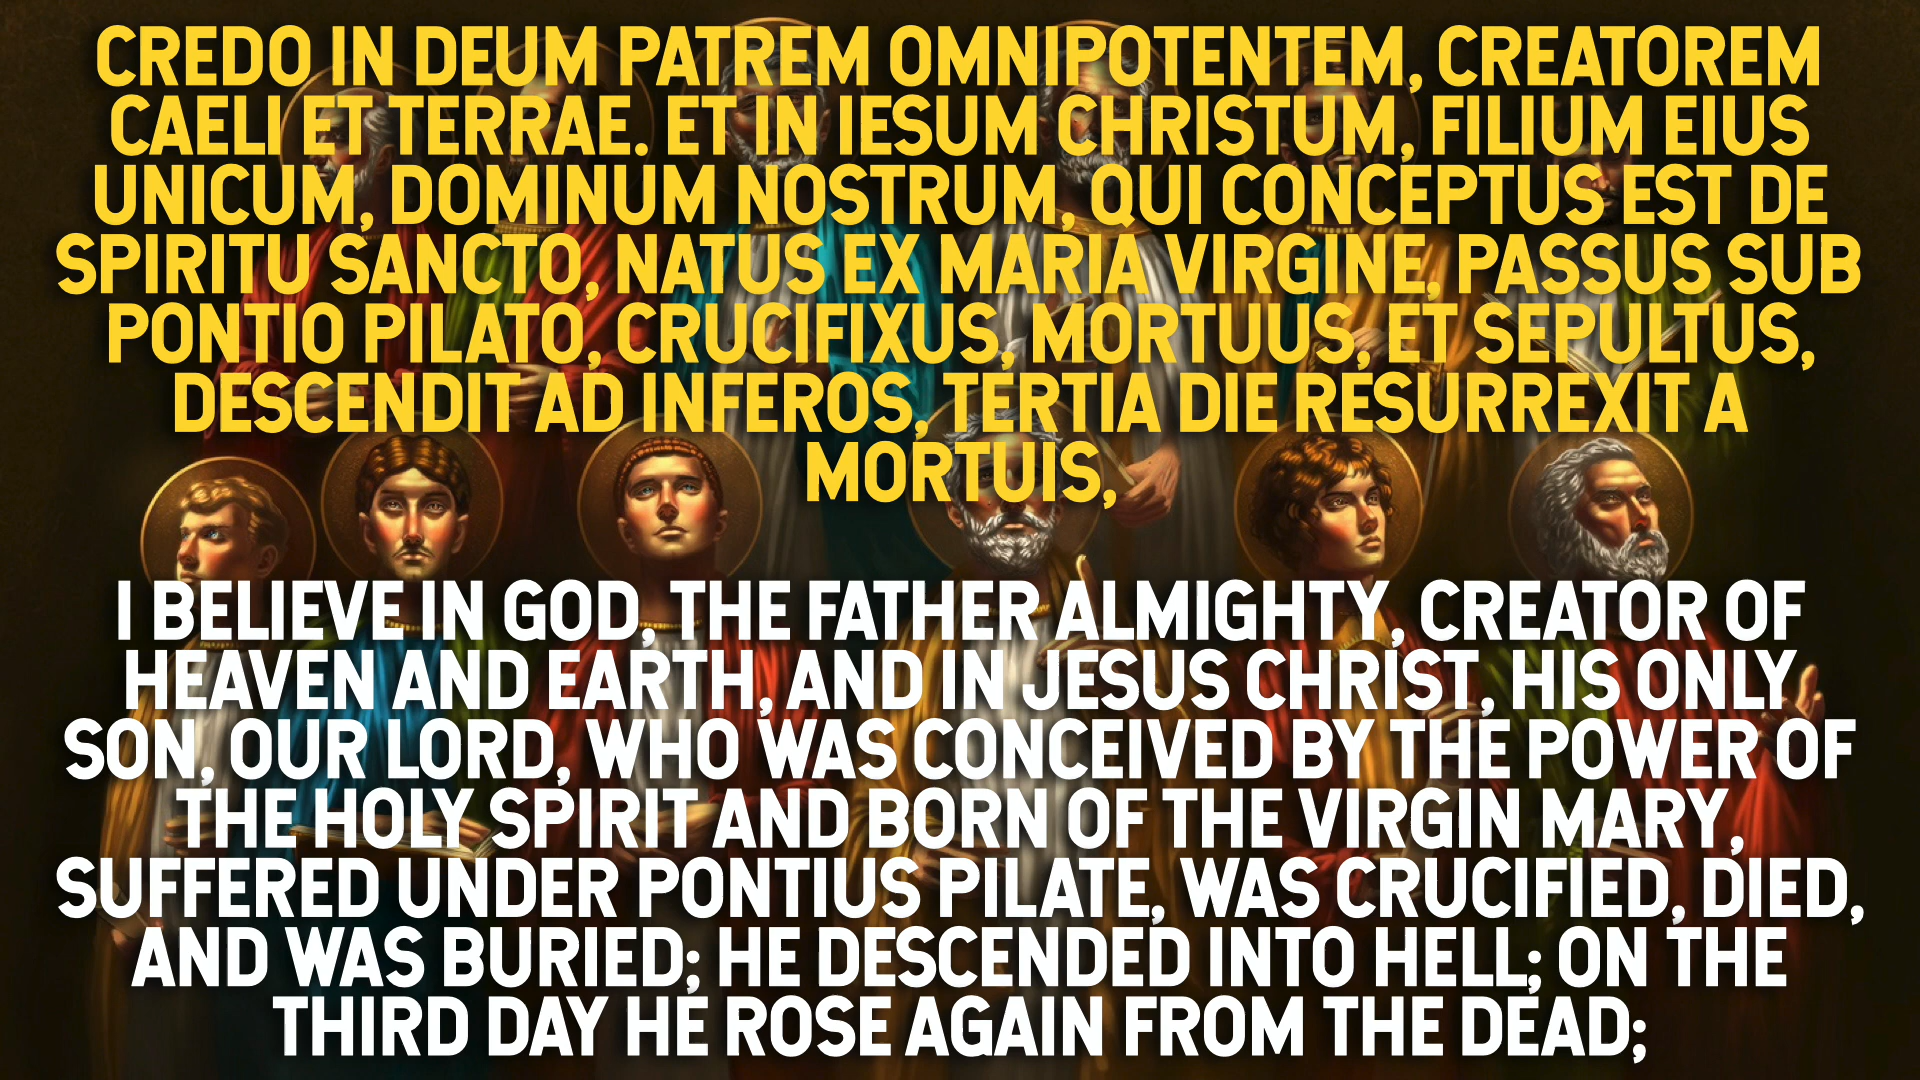 CREDO IN DEUM PATREM OMNIPOTENTEM, CREATOREM
CAELI ET TERRAE. ET IN IESUM CHRISTUM, FILIUM EIUS
UNICUM, DOMINUM NOSTRUM, QUI CONCEPTUS EST DE
SPIRITU SANCTO, NATUS EX MARIA VIRGINE, PASSUS SUB
PONTIO PILATO, CRUCIFIXUS, MORTUUS, ET SEPULTUS,
DESCENDIT AD INFEROS, TERTIA DIE RESURREXIT A
MORTUIS,
I BELIEVE IN GOD, THE FATHER ALMIGHTY, CREATOR OF
HEAVEN AND EARTH, AND IN JESUS CHRIST, HIS ONLY
SON, OUR LORD, WHO WAS CONCEIVED BY THE POWER OF
THE HOLY SPIRIT AND BORN OF THE VIRGIN MARY,
SUFFERED UNDER PONTIUS PILATE, WAS CRUCIFIED, DIED,
AND WAS BURIED; HE DESCENDED INTO HELL; ON THE
THIRD DAY HE ROSE AGAIN FROM THE DEAD;